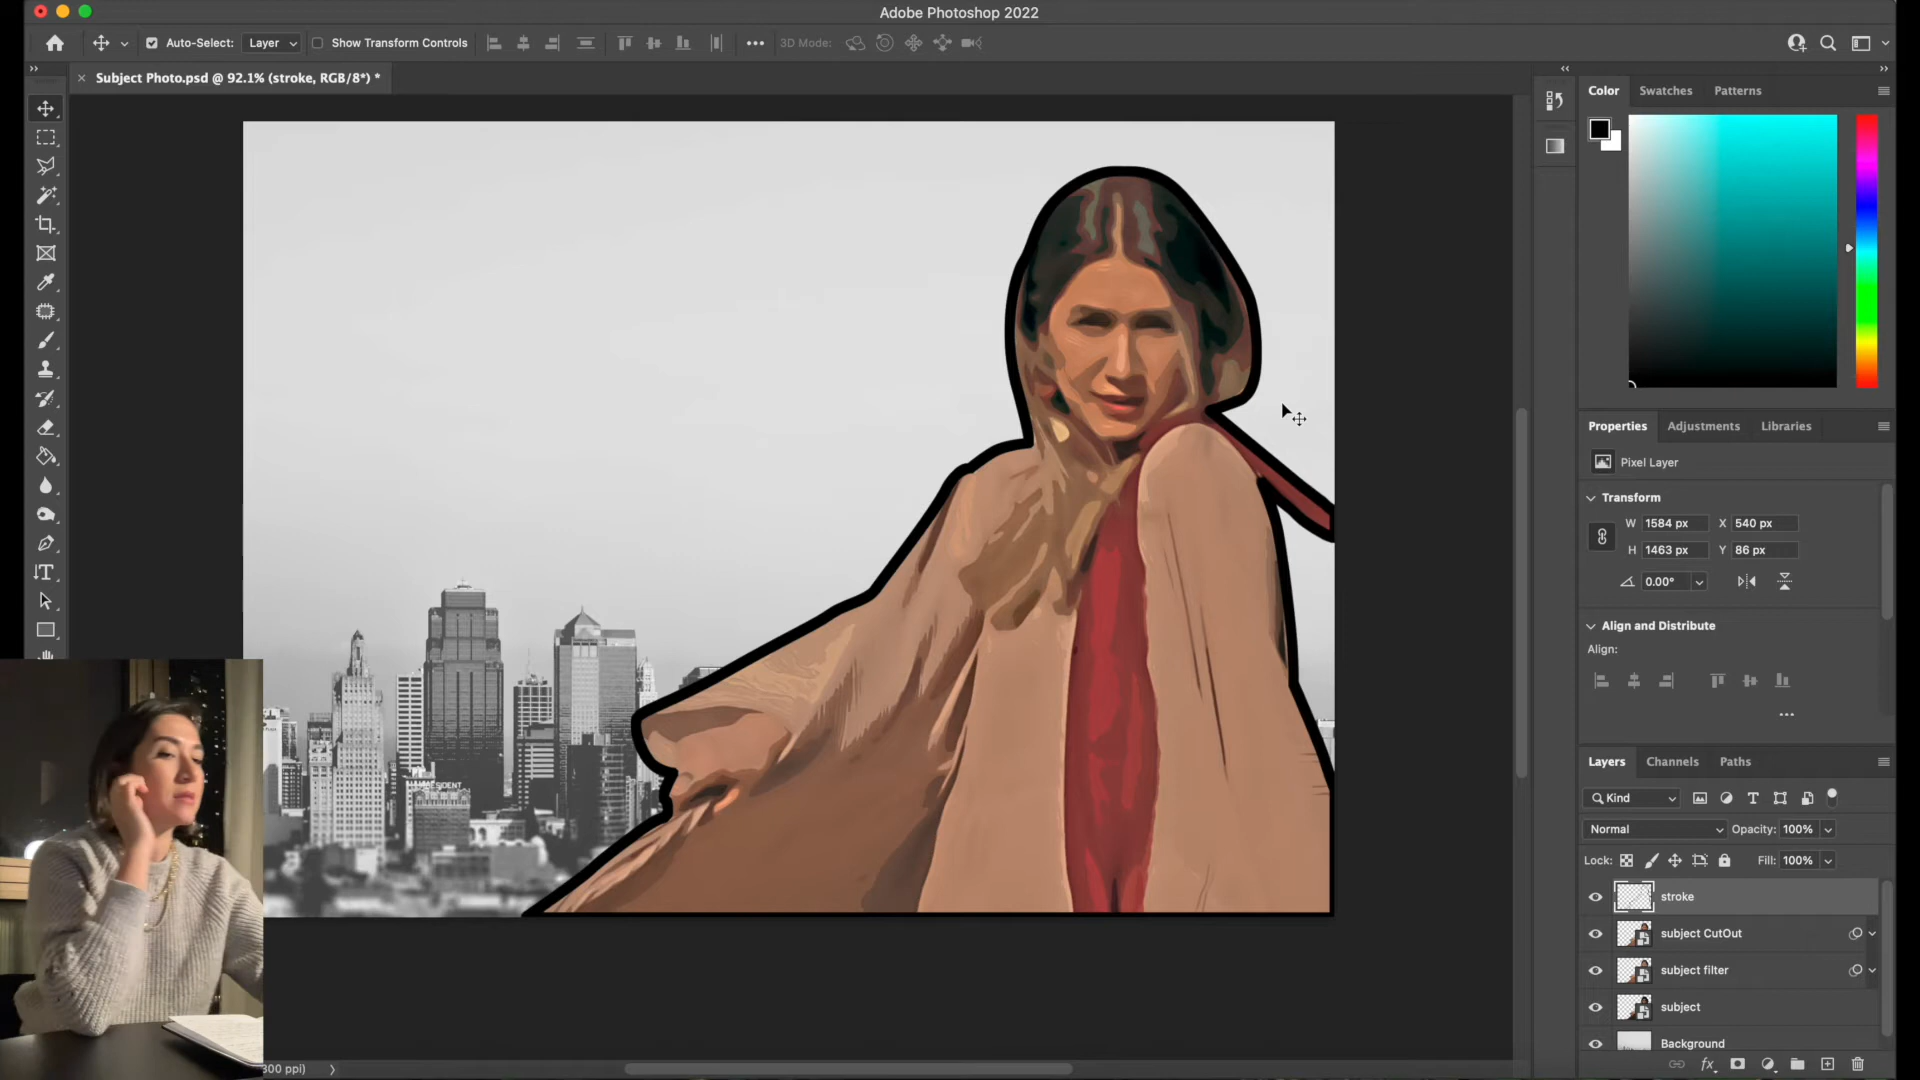 Adobe Photoshop 2022
Auto-Select: Layer Show Transform Controls 3D Mode:
Subject Photo.psd @ 92.1% (stroke, RGB/8*) *
Color Swatches Patterns
Properties Adjustments Libraries
Pixel Layer
Transform
W 1584 px X 540 px
H 1463 px Y 86 px
0.00°
Align and Distribute
Align:
Layers Channels Paths
Kind
Normal Opacity: 100%
Lock: Fill: 100%
stroke
subject CutOut
subject filter
subject
Background
PRESIDENT
300 ppi)